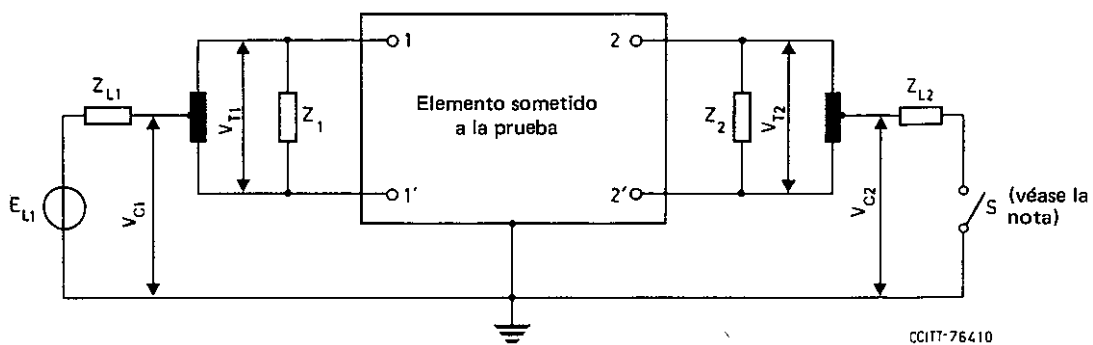 1
2
Z_L1
V_T1
Z_1
Elemento sometido
a la prueba
Z_2
V_T2
Z_L2
E_L1
V_C1
1'
2'
V_C2
S (véase la
nota)
CCITT-76410